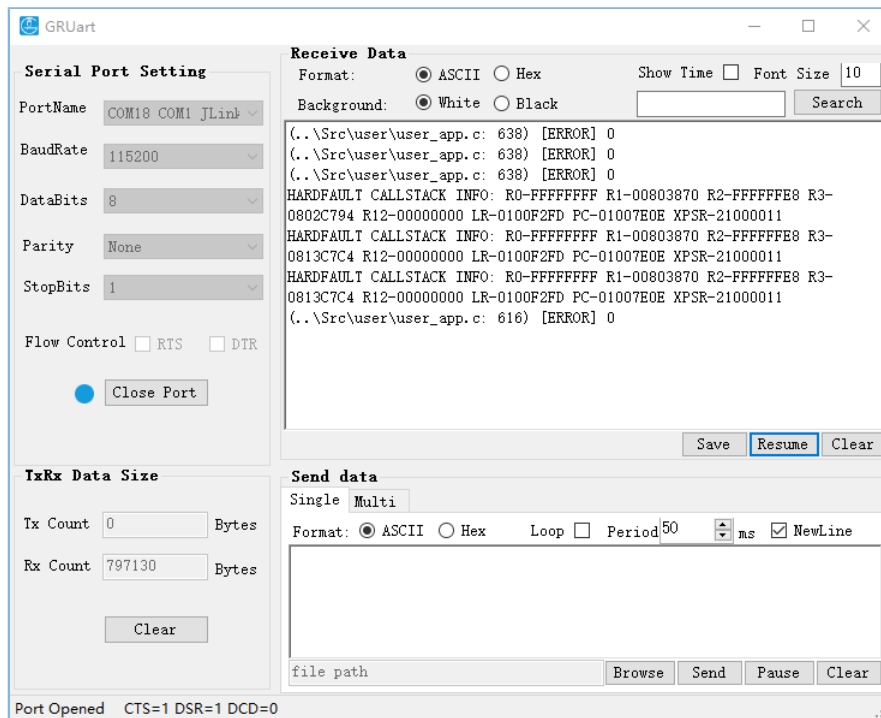 GRUart
Serial Port Setting
PortName COM18 COM1 JLink
BaudRate 115200
DataBits 8
Parity None
StopBits 1
Flow Control RTS DTR
Close Port
TxRx Data Size
Tx Count 0 Bytes
Rx Count 797130 Bytes
Clear
Receive Data
Format: ASCII Hex Show Time Font Size 10
Background: White Black Search
(..\Src\user\user_app.c: 638) [ERROR] 0
(..\Src\user\user_app.c: 638) [ERROR] 0
(..\Src\user\user_app.c: 638) [ERROR] 0
HARDFAULT CALLSTACK INFO: R0-FFFFFFFF R1-00803870 R2-FFFFFFE8 R3-
0802C794 R12-00000000 LR-0100F2FD PC-01007E0E XPSR-21000011
HARDFAULT CALLSTACK INFO: R0-FFFFFFFF R1-00803870 R2-FFFFFFE8 R3-
0813C7C4 R12-00000000 LR-0100F2FD PC-01007E0E XPSR-21000011
HARDFAULT CALLSTACK INFO: R0-FFFFFFFF R1-00803870 R2-FFFFFFE8 R3-
0813C7C4 R12-00000000 LR-0100F2FD PC-01007E0E XPSR-21000011
(..\Src\user\user_app.c: 616) [ERROR] 0
Save Resume Clear
Send data
Single Multi
Format: ASCII Hex Loop Period 50 ms NewLine
file path Browse Send Pause Clear
Port Opened CTS=1 DSR=1 DCD=0